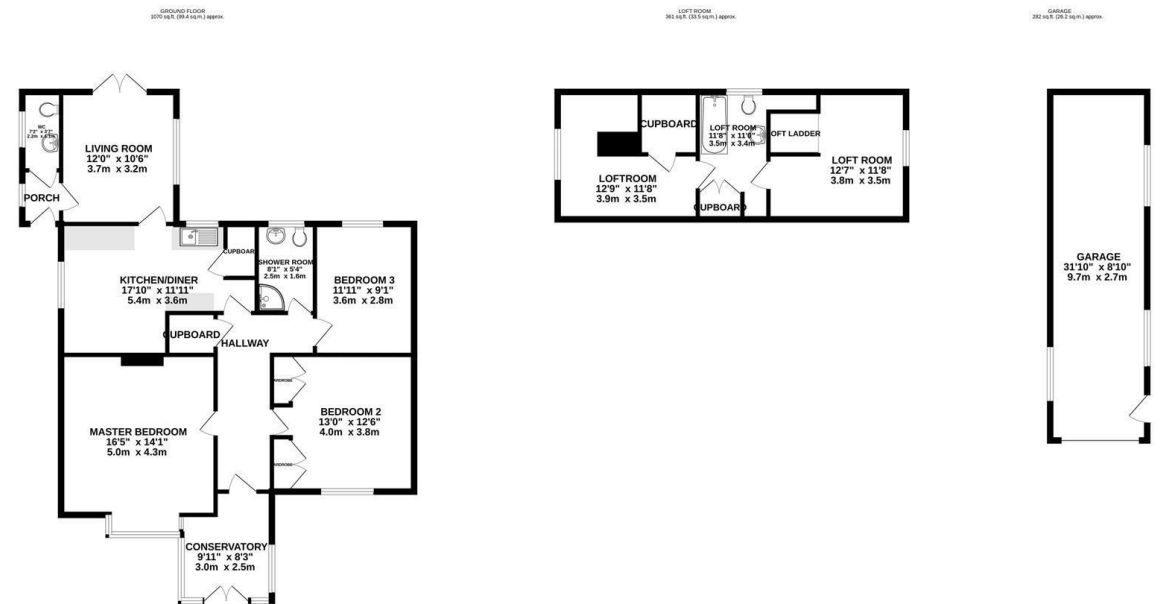 GROUND FLOOR
1070 sq.ft. (99.4 sq.m.) approx.
LOFT ROOM
361 sq.ft. (33.5 sq.m.) approx.
GARAGE
282 sq.ft. (26.2 sq.m.) approx.
WC
LIVING ROOM
12'0" x 10'6"
3.7m x 3.2m
PORCH
KITCHEN/DINER
17'10" x 11'11"
5.4m x 3.6m
CUPBOAR
SHOWER ROOM
8'1" x 5'4"
2.5m x 1.6m
BEDROOM 3
11'11" x 9'1"
3.6m x 2.8m
CUPBOARD
HALLWAY
MASTER BEDROOM
16'5" x 14'1"
5.0m x 4.3m
BEDROOM 2
13'0" x 12'6"
4.0m x 3.8m
CONSERVATORY
9'11" x 8'3"
3.0m x 2.5m
LOFTROOM
12'9" x 11'8"
3.9m x 3.5m
CUPBOARD
LOFT ROOM
11'8" x 11'0"
3.5m x 3.4m
CUPBOARD
LOFT LADDER
LOFT ROOM
12'7" x 11'8"
3.8m x 3.5m
GARAGE
31'10" x 8'10"
9.7m x 2.7m